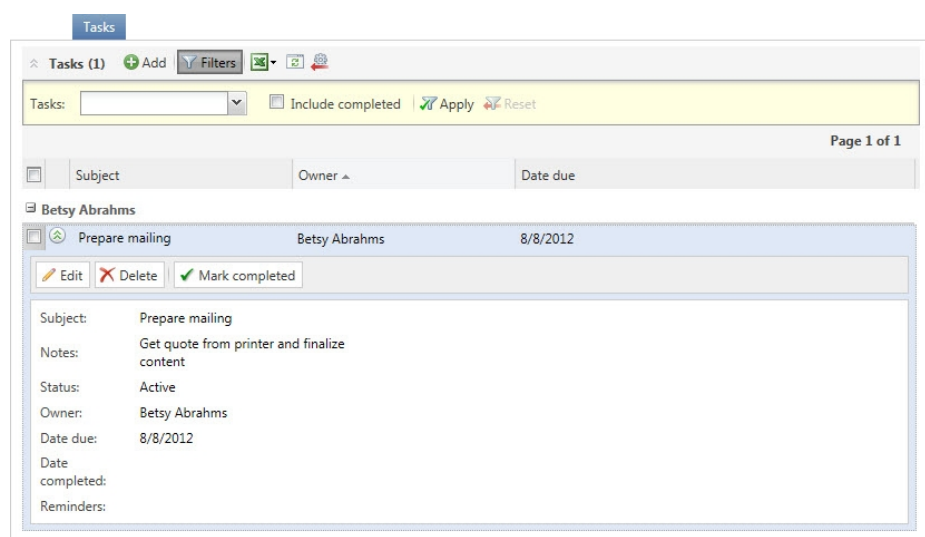 Tasks
Tasks (1) Add Filters
Tasks: Include completed Apply Reset
Page 1 of 1
Subject Owner Date due
Betsy Abrahms
Prepare mailing Betsy Abrahms 8/8/2012
Edit Delete Mark completed
Subject: Prepare mailing
Notes: Get quote from printer and finalize
content
Status: Active
Owner: Betsy Abrahms
Date due: 8/8/2012
Date
completed:
Reminders: